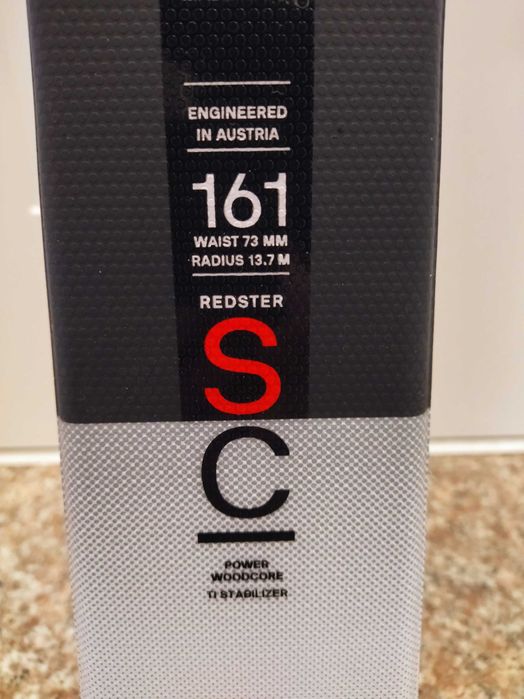 ENGINEERED
IN AUSTRIA
161
WAIST 73 MM
RADIUS 13.7 M
REDSTER
S
C
POWER
WOODCORE
TI STABILIZER